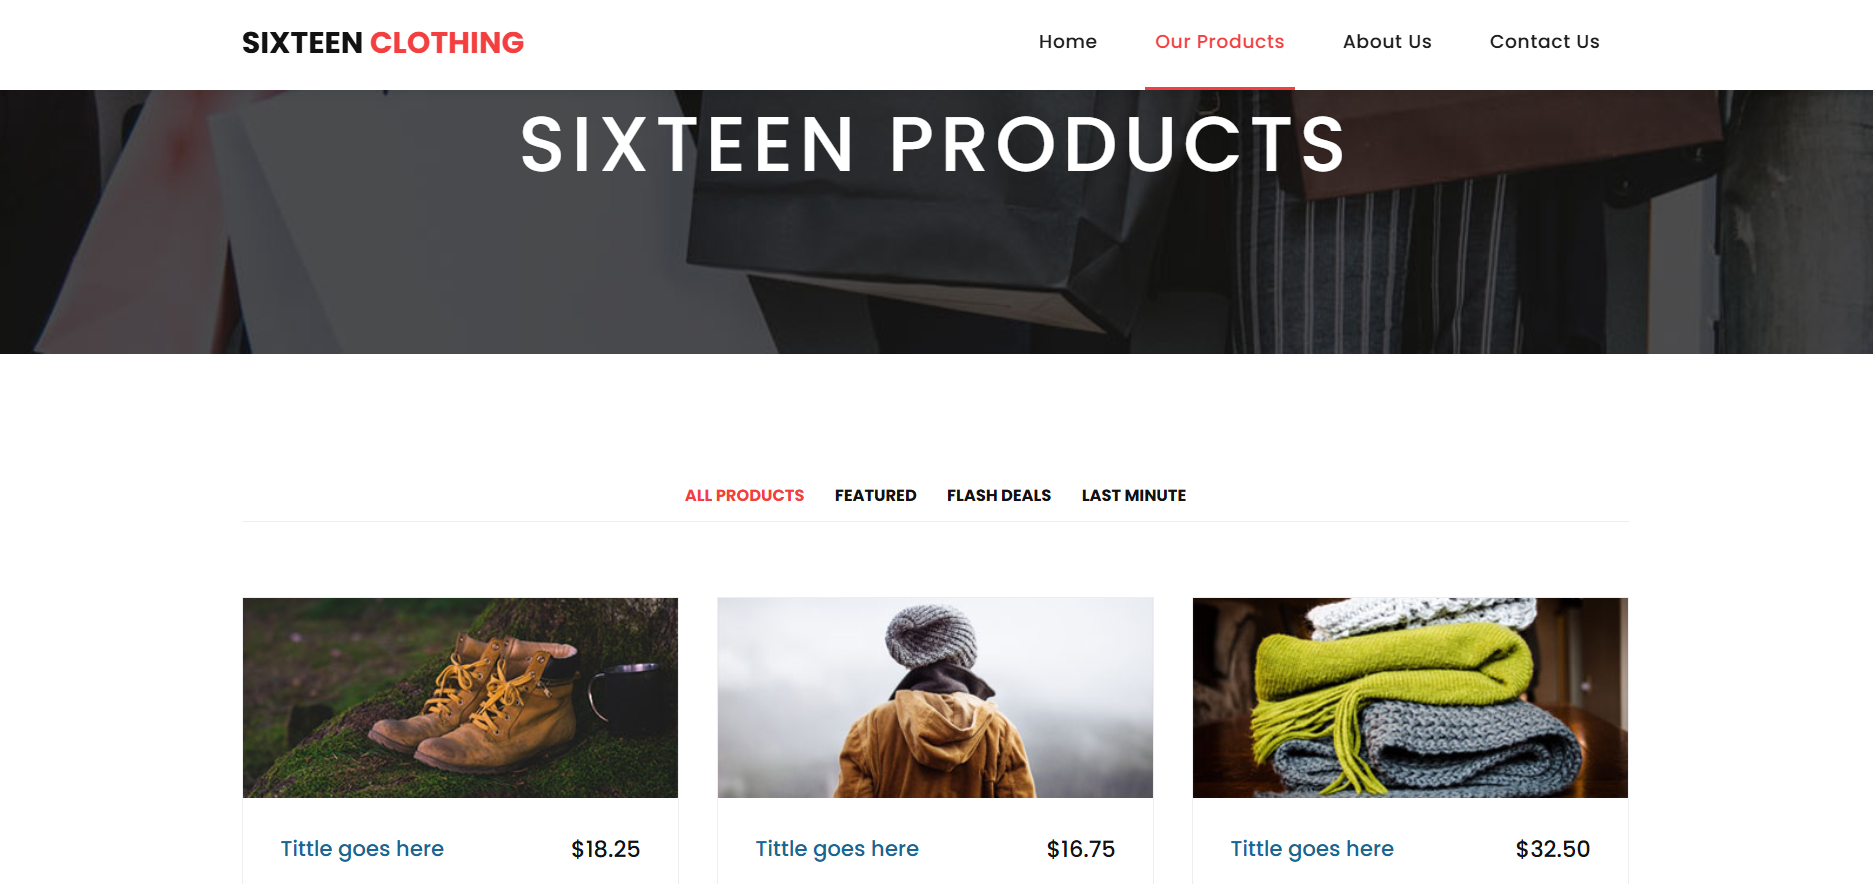 SIXTEEN CLOTHING
Home Our Products About Us Contact Us
SIXTEEN PRODUCTS
ALL PRODUCTS FEATURED FLASH DEALS LAST MINUTE
Tittle goes here $18.25
Tittle goes here $16.75
Tittle goes here $32.50